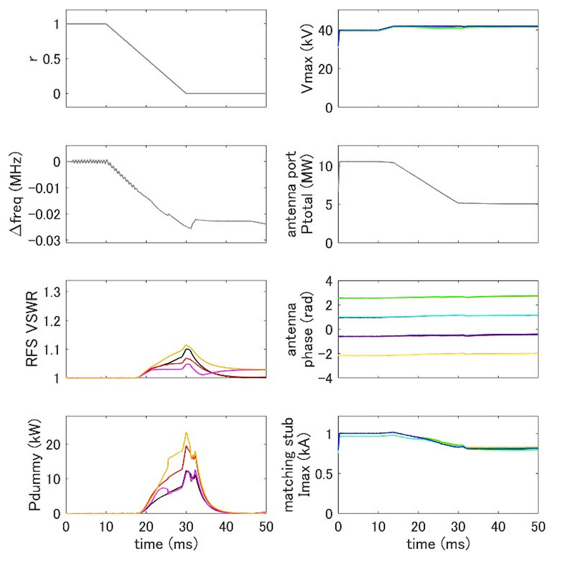 r
1
0.5
0
Vmax (kV)
40
20
0
Δfreq (MHz)
0
-0.01
-0.02
-0.03
antenna port
Ptotal (MW)
10
5
0
RFS VSWR
1.3
1.2
1.1
1
antenna
phase (rad)
4
2
0
-2
-4
Pdummy (kW)
20
10
0
0 10 20 30 40 50
time (ms)
matching stub
Imax (kA)
1
0.5
0
0 10 20 30 40 50
time (ms)